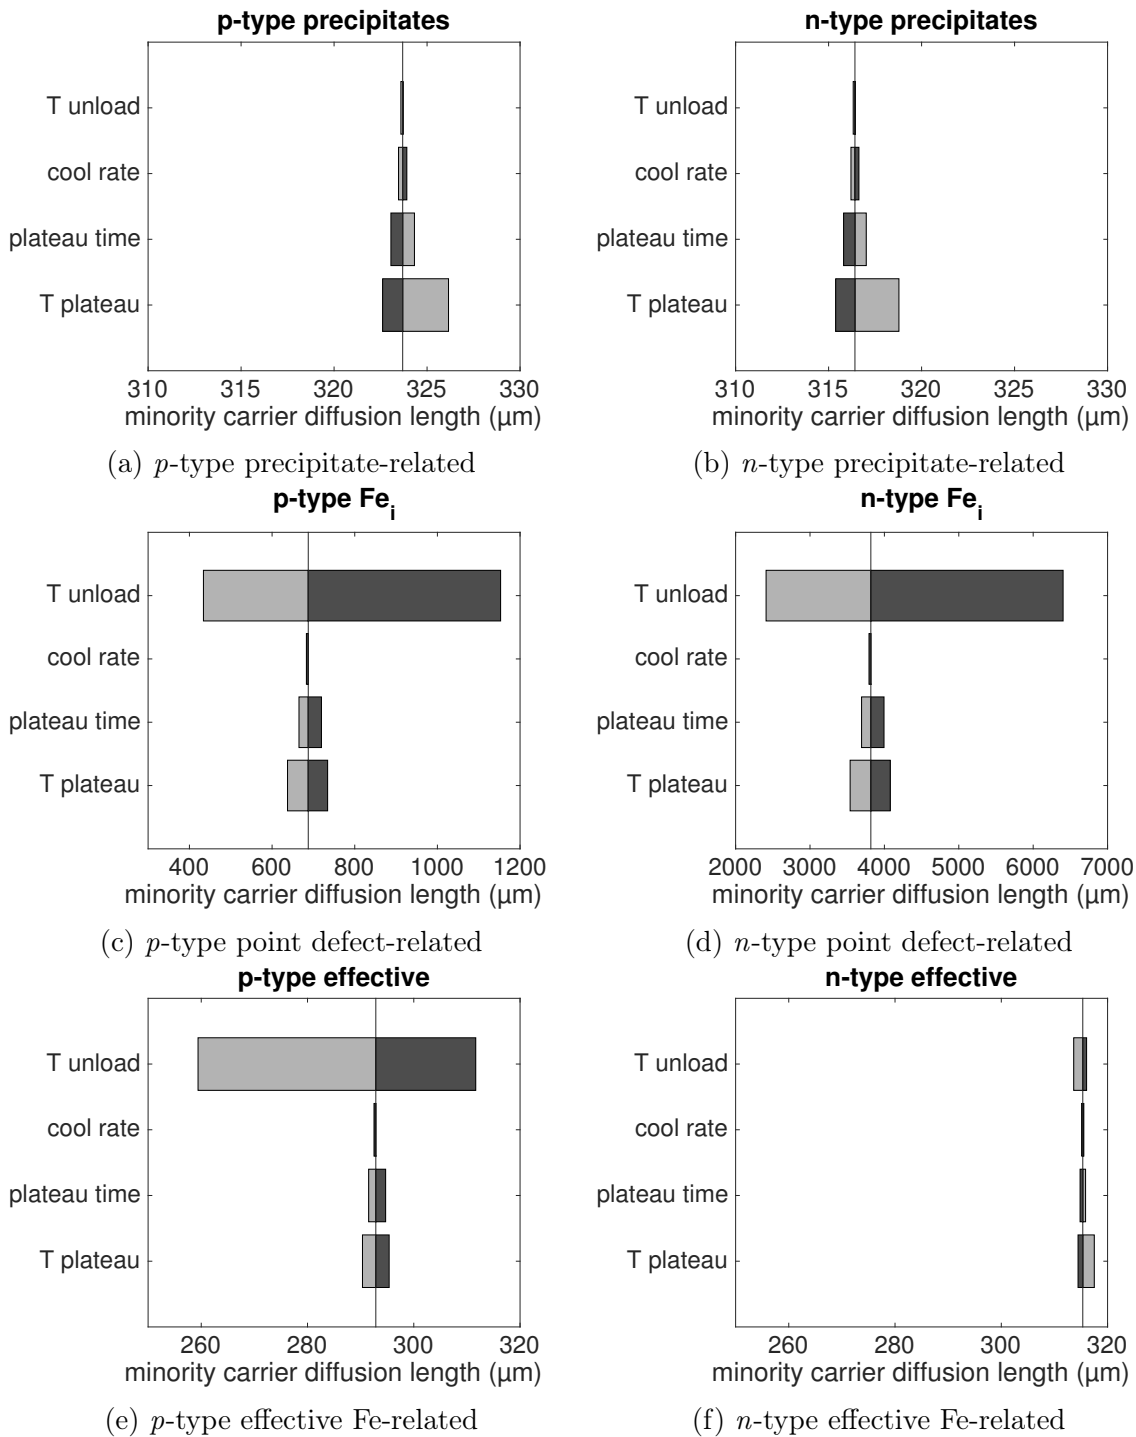 p-type precipitates
T unload
cool rate
plateau time
T plateau
310 315 320 325 330
minority carrier diffusion length (µm)
(a) p-type precipitate-related
n-type precipitates
T unload
cool rate
plateau time
T plateau
310 315 320 325 330
minority carrier diffusion length (µm)
(b) n-type precipitate-related
p-type Fei
T unload
cool rate
plateau time
T plateau
400 600 800 1000 1200
minority carrier diffusion length (µm)
(c) p-type point defect-related
n-type Fei
T unload
cool rate
plateau time
T plateau
2000 3000 4000 5000 6000 7000
minority carrier diffusion length (µm)
(d) n-type point defect-related
p-type effective
T unload
cool rate
plateau time
T plateau
260 280 300 320
minority carrier diffusion length (µm)
(e) p-type effective Fe-related
n-type effective
T unload
cool rate
plateau time
T plateau
260 280 300 320
minority carrier diffusion length (µm)
(f) n-type effective Fe-related